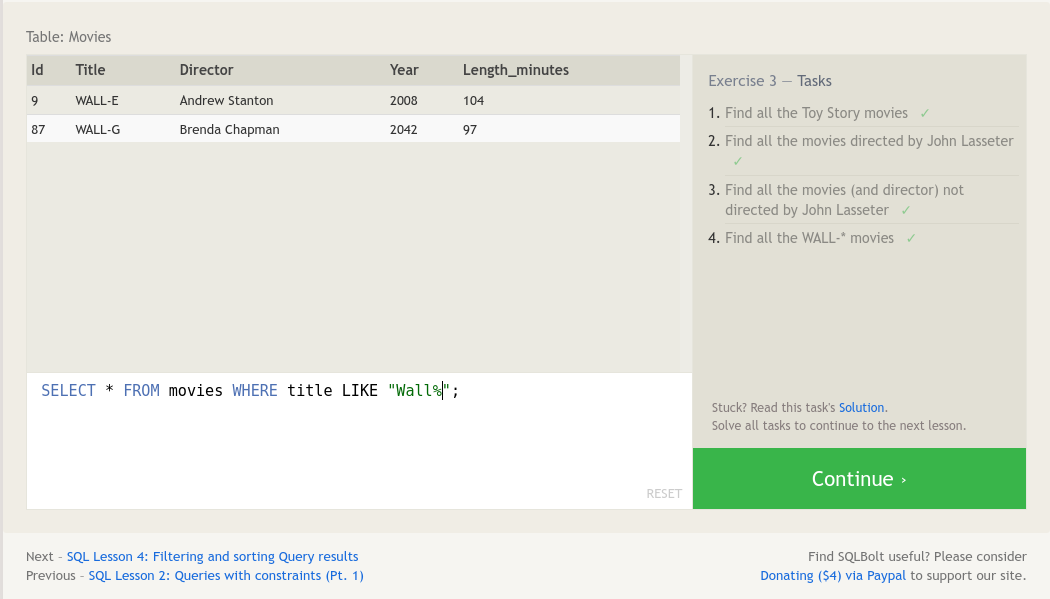 Table: Movies
Id Title Director Year Length_minutes
9 WALL-E Andrew Stanton 2008 104
87 WALL-G Brenda Chapman 2042 97
SELECT * FROM movies WHERE title LIKE "Wall%";
RESET
Exercise 3 — Tasks
1. Find all the Toy Story movies ✓
2. Find all the movies directed by John Lasseter
✓
3. Find all the movies (and director) not
directed by John Lasseter ✓
4. Find all the WALL-* movies ✓
Stuck? Read this task's Solution.
Solve all tasks to continue to the next lesson.
Continue ›
Next – SQL Lesson 4: Filtering and sorting Query results
Previous – SQL Lesson 2: Queries with constraints (Pt. 1)
Find SQLBolt useful? Please consider
Donating ($4) via Paypal to support our site.